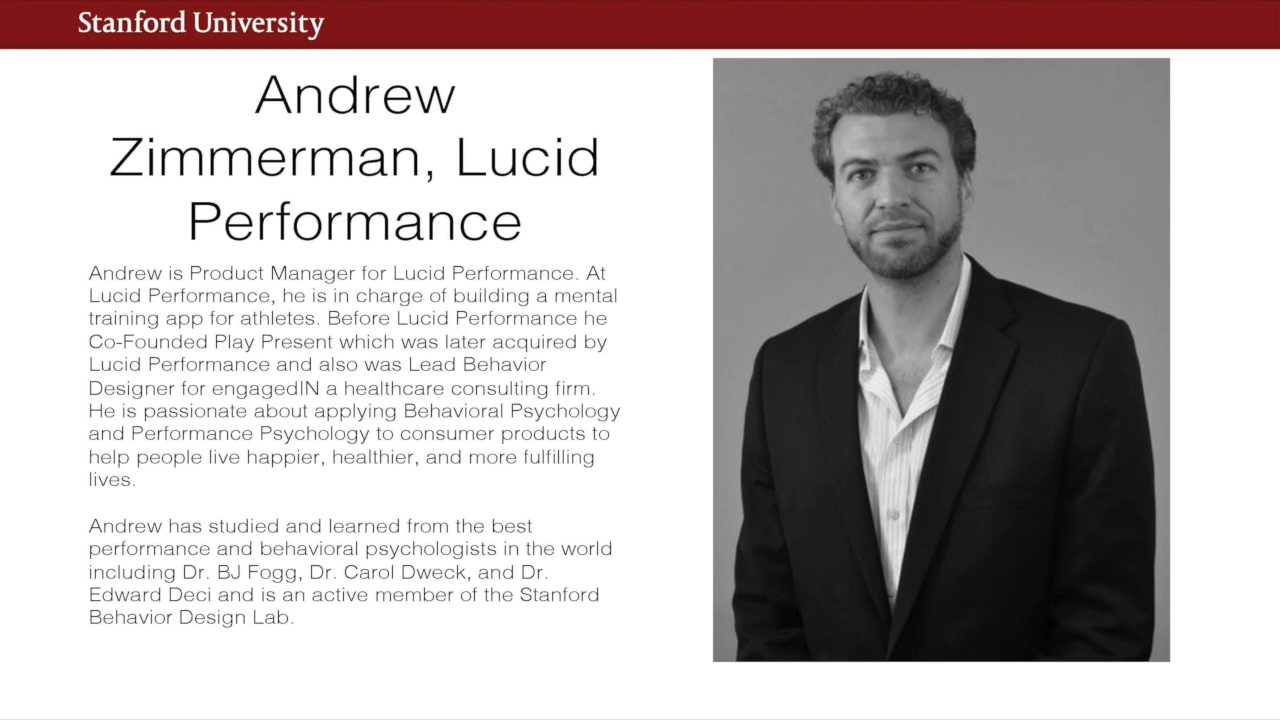 Stanford University
Andrew
Zimmerman, Lucid
Performance
Andrew is Product Manager for Lucid Performance. At
Lucid Performance, he is in charge of building a mental
training app for athletes. Before Lucid Performance he
Co-Founded Play Present which was later acquired by
Lucid Performance and also was Lead Behavior
Designer for engagedIN a healthcare consulting firm.
He is passionate about applying Behavioral Psychology
and Performance Psychology to consumer products to
help people live happier, healthier, and more fulfilling
lives.
Andrew has studied and learned from the best
performance and behavioral psychologists in the world
including Dr. BJ Fogg, Dr. Carol Dweck, and Dr.
Edward Deci and is an active member of the Stanford
Behavior Design Lab.